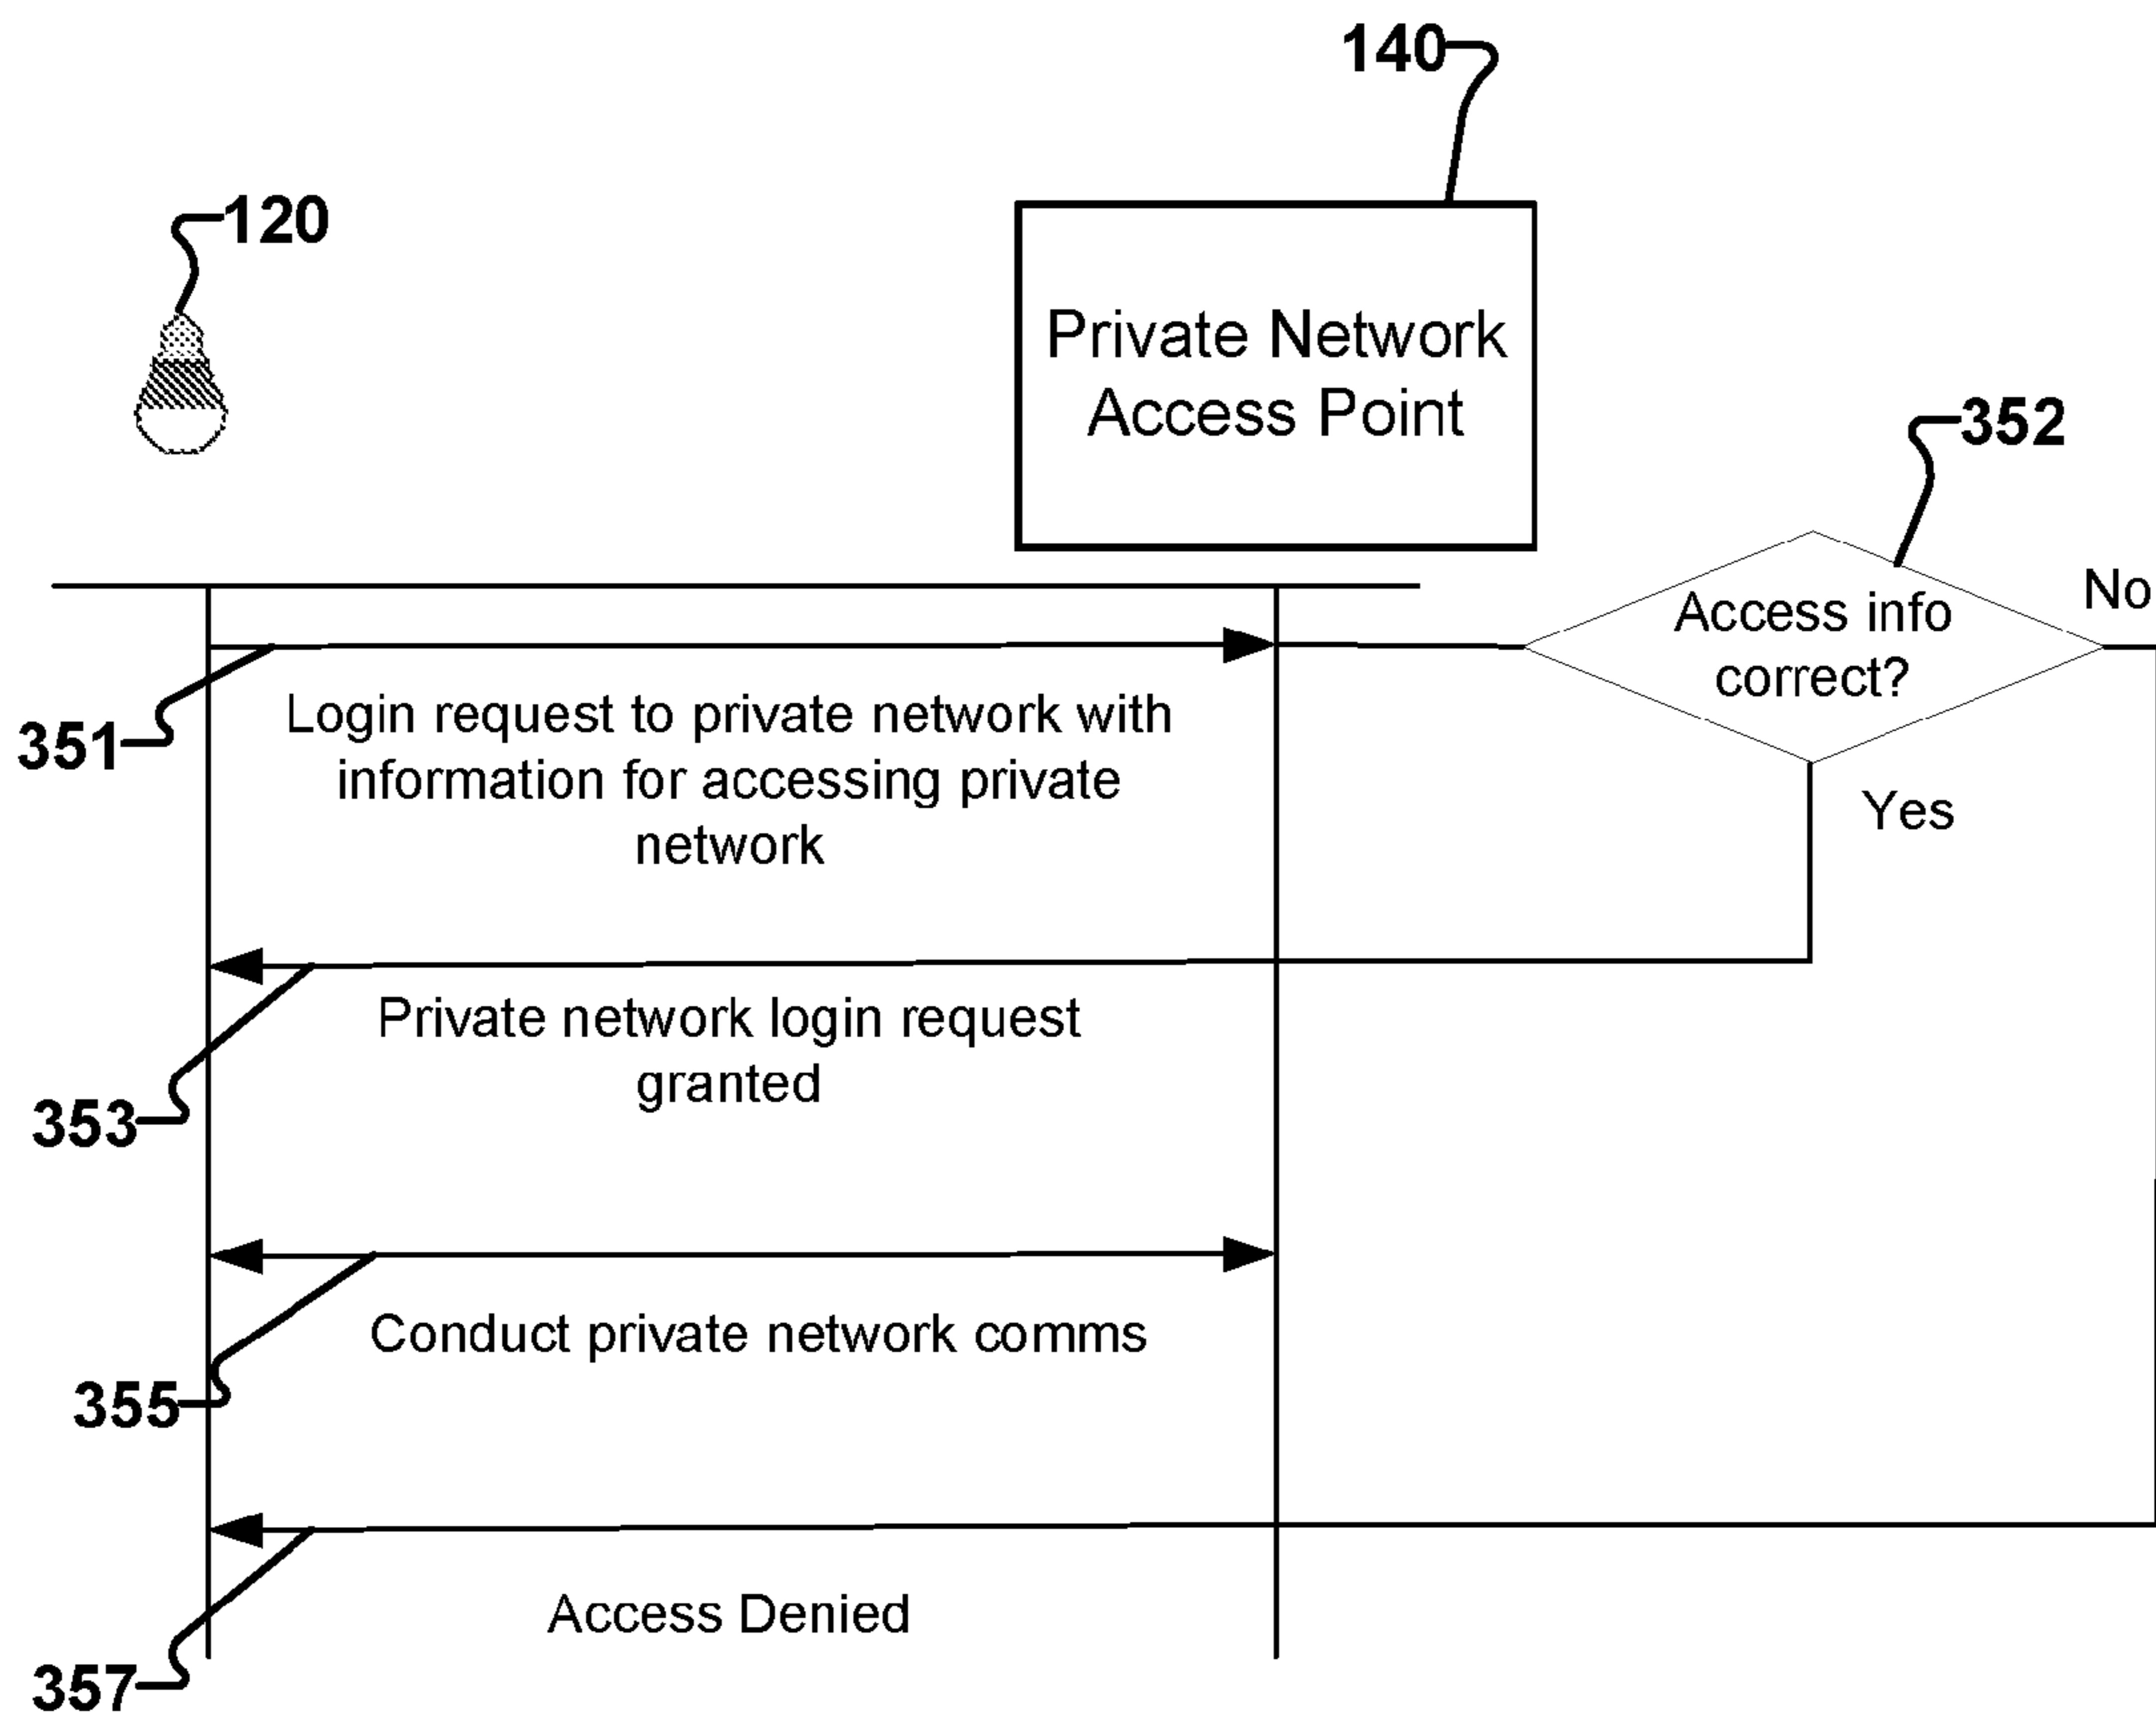 140
120
Private Network
Access Point
352
Access info
correct?
No
351
Login request to private network with
information for accessing private
network
Yes
353
Private network login request
granted
355
Conduct private network comms
357
Access Denied